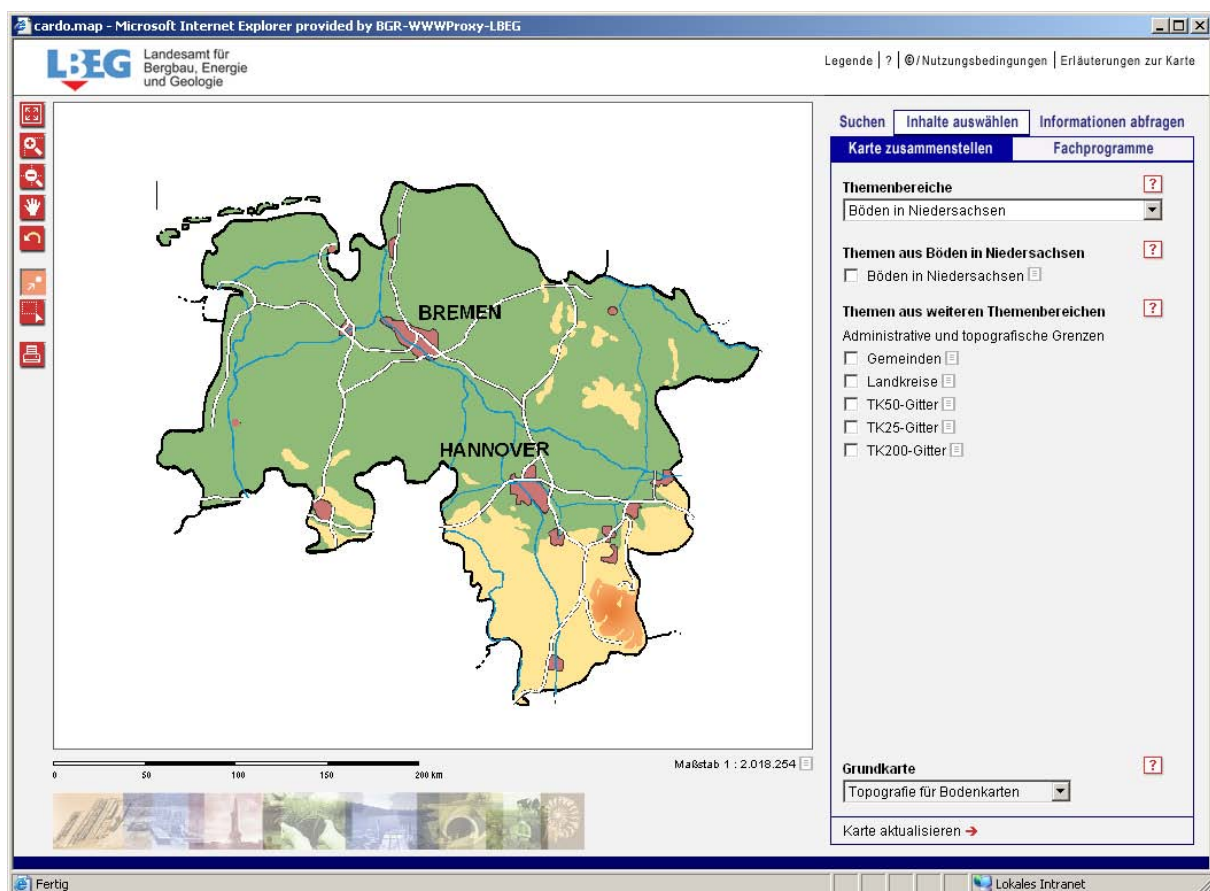 cardo.map - Microsoft Internet Explorer provided by BGR-WWWProxy-LBEG
LBEG
Landesamt für
Bergbau, Energie
und Geologie
Legende | ? | ©/Nutzungsbedingungen | Erläuterungen zur Karte
Suchen
Inhalte auswählen
Informationen abfragen
Karte zusammenstellen
Fachprogramme
Themenbereiche
?
Böden in Niedersachsen
Themen aus Böden in Niedersachsen
?
Böden in Niedersachsen
Themen aus weiteren Themenbereichen
?
Administrative und topografische Grenzen
Gemeinden
Landkreise
TK50-Gitter
TK25-Gitter
TK200-Gitter
BREMEN
HANNOVER
0 50 100 150 200 km
Maßstab 1 : 2.018.254
Grundkarte
?
Topografie für Bodenkarten
Karte aktualisieren
Fertig
Lokales Intranet